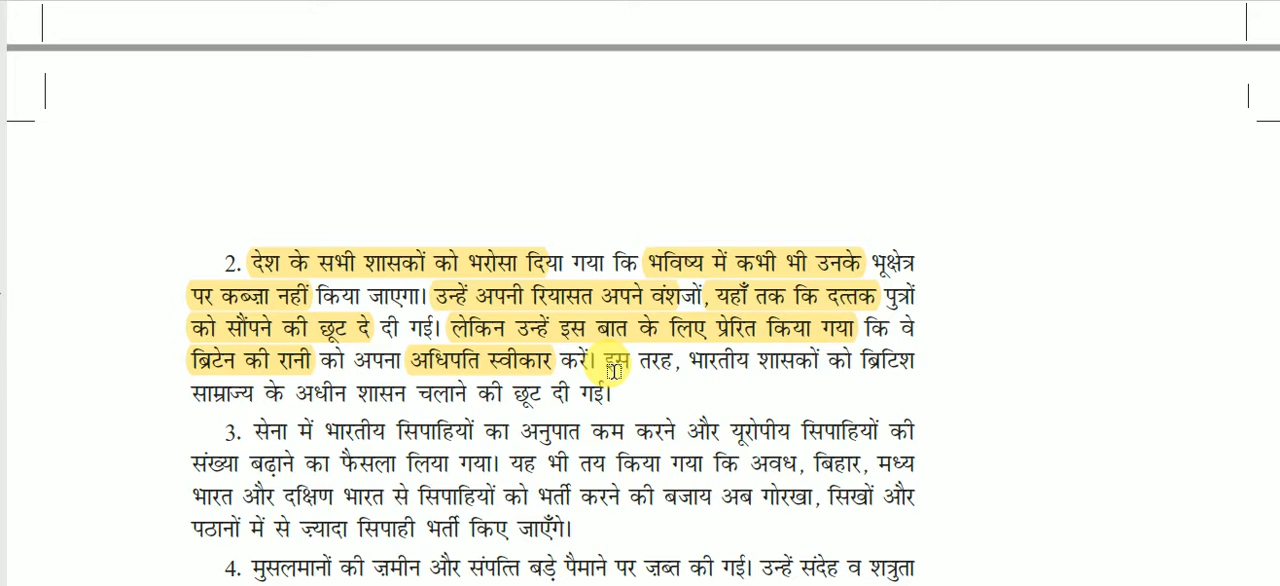 2. देश के सभी शासकों को भरोसा दिया गया कि भविष्य में कभी भी उनके भूक्षेत्र
पर कब्ज़ा नहीं किया जाएगा। उन्हें अपनी रियासत अपने वंशजों, यहाँ तक कि दत्तक पुत्रों
को सौंपने की छूट दे दी गई। लेकिन उन्हें इस बात के लिए प्रेरित किया गया कि वे
ब्रिटेन की रानी को अपना अधिपति स्वीकार करें। इस तरह, भारतीय शासकों को ब्रिटिश
साम्राज्य के अधीन शासन चलाने की छूट दी गई।
3. सेना में भारतीय सिपाहियों का अनुपात कम करने और यूरोपीय सिपाहियों की
संख्या बढ़ाने का फैसला लिया गया। यह भी तय किया गया कि अवध, बिहार, मध्य
भारत और दक्षिण भारत से सिपाहियों को भर्ती करने की बजाय अब गोरखा, सिखों और
पठानों में से ज़्यादा सिपाही भर्ती किए जाएँगे।
4. मुसलमानों की ज़मीन और संपत्ति बड़े पैमाने पर ज़ब्त की गई। उन्हें संदेह व शत्रुता